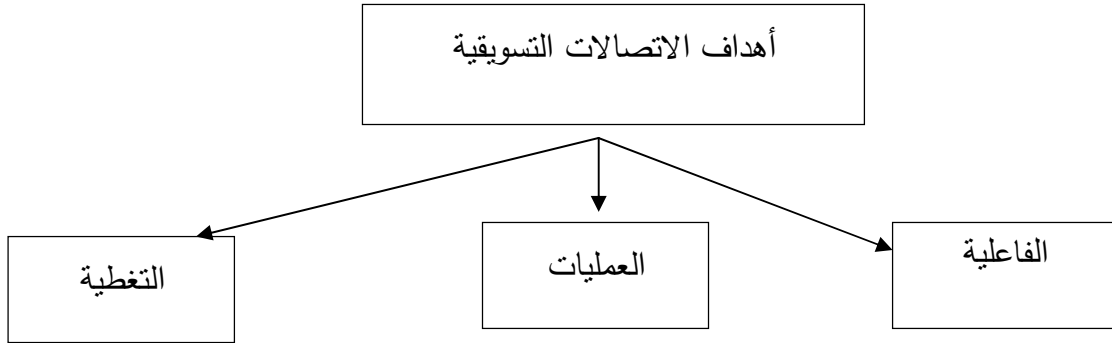 أهداف الاتصالات التسويقية
الفاعلية
العمليات
التغطية